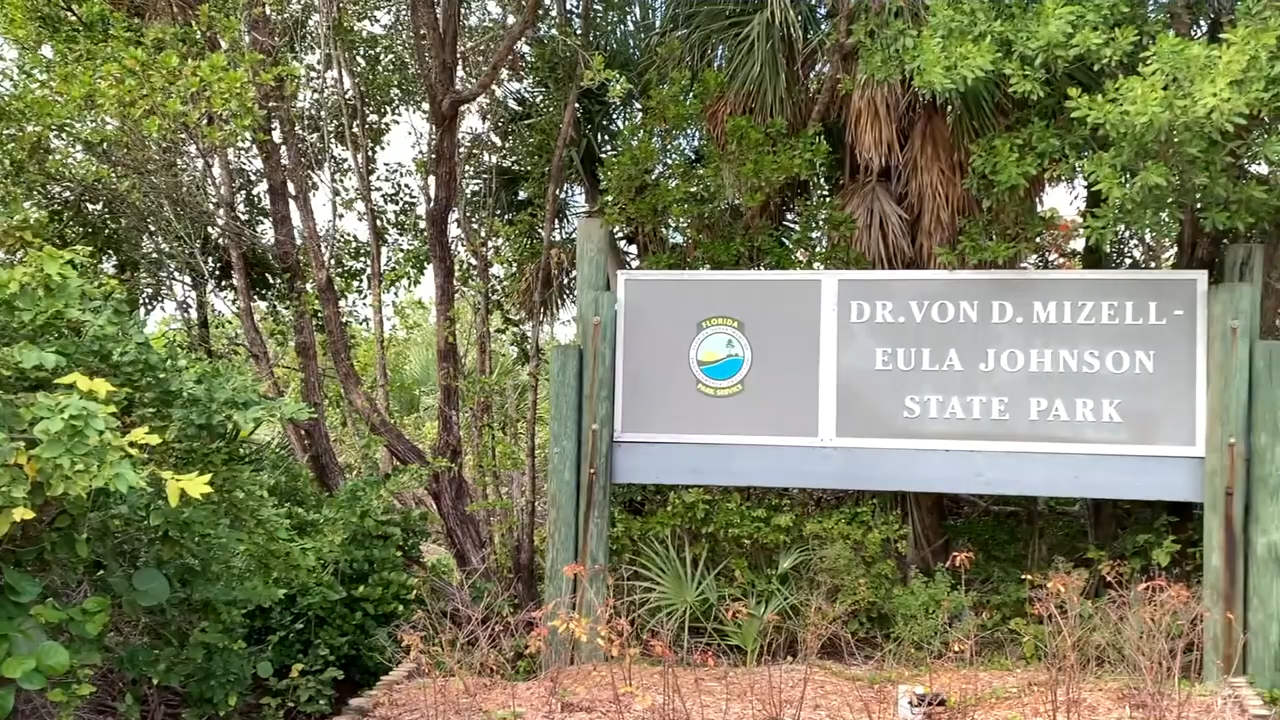 FLORIDA
PARK SERVICE
DR. VON D. MIZELL-
EULA JOHNSON
STATE PARK